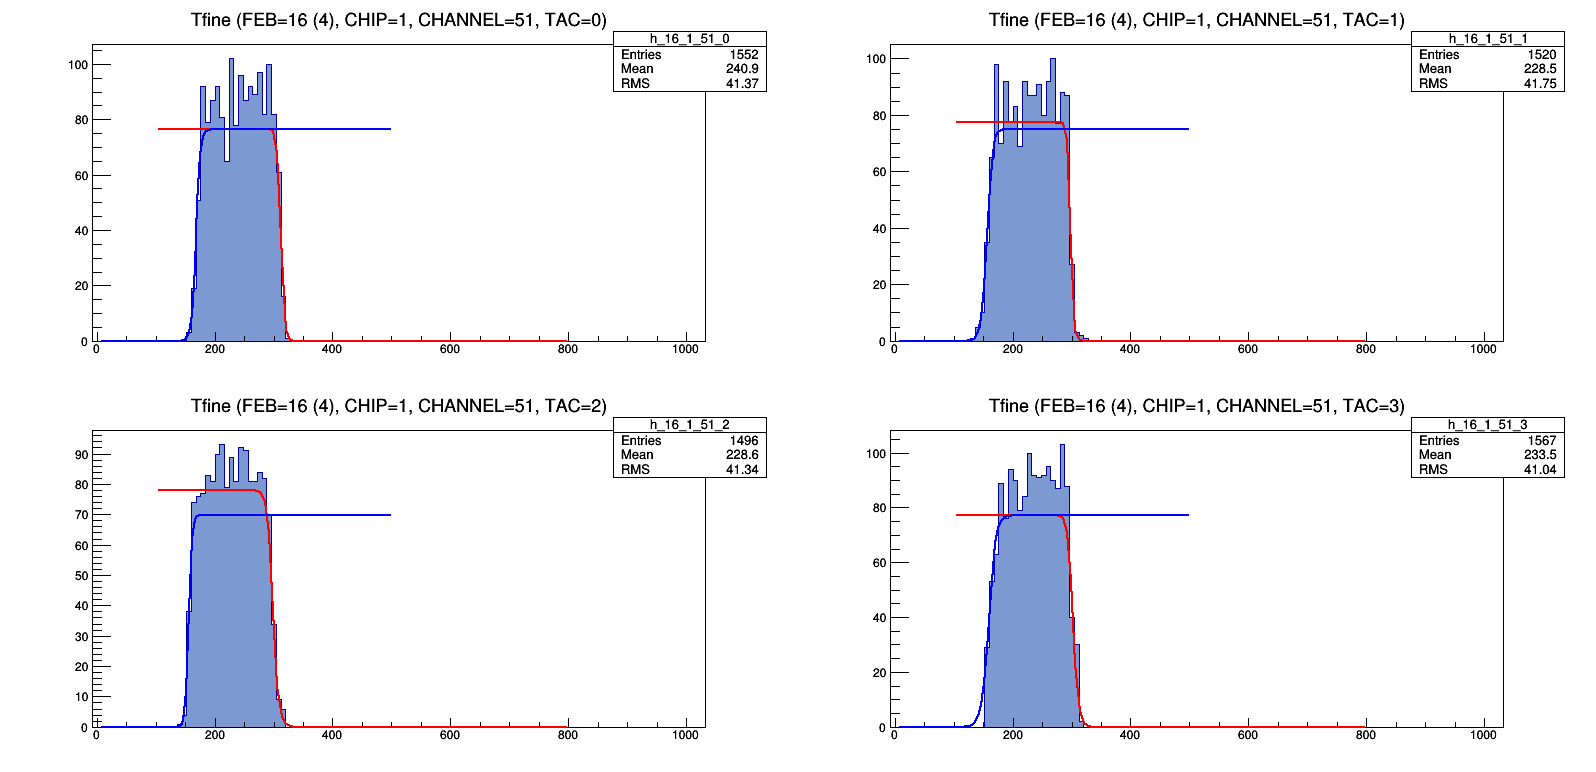 Tfine (FEB=16 (4), CHIP=1, CHANNEL=51, TAC=0)
h_16_1_51_0
Entries 1552
Mean 240.9
RMS 41.37
100
80
60
40
20
0
0 200 400 600 800 1000
Tfine (FEB=16 (4), CHIP=1, CHANNEL=51, TAC=1)
h_16_1_51_1
Entries 1520
Mean 228.5
RMS 41.75
100
80
60
40
20
0
0 200 400 600 800 1000
Tfine (FEB=16 (4), CHIP=1, CHANNEL=51, TAC=2)
h_16_1_51_2
Entries 1496
Mean 228.6
RMS 41.34
90
80
70
60
50
40
30
20
10
0
0 200 400 600 800 1000
Tfine (FEB=16 (4), CHIP=1, CHANNEL=51, TAC=3)
h_16_1_51_3
Entries 1567
Mean 233.5
RMS 41.04
100
80
60
40
20
0
0 200 400 600 800 1000